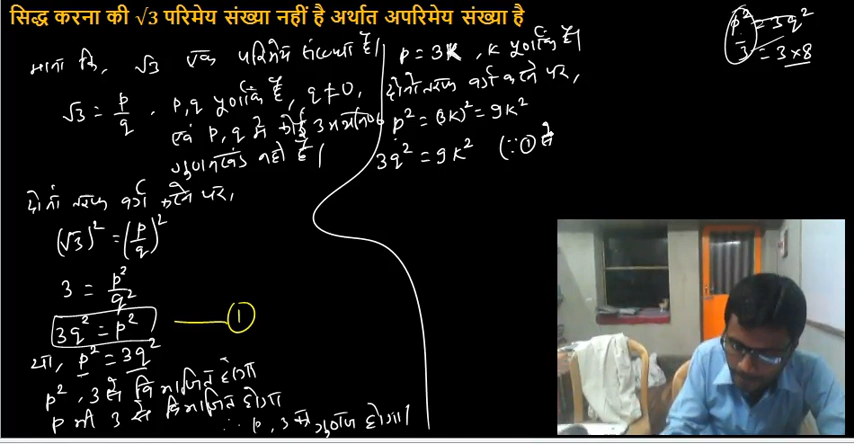 सिद्ध करना की √3 परिमेय संख्या नहीं है अर्थात अपरिमेय संख्या है
माना कि, √3 एक परिमेय संख्या है।
√3 = p/q , p,q पूर्णांक है, q≠0,
एवं p, q में कोई
गुणनखंड नहीं है।
दोनों तरफ वर्ग करने पर,
(√3)² = (p/q)²
3 = p²/q²
3q² = p² —— ①
या, p² = 3q²
p², 3 से विभाजित होगा
p भी 3 से विभाजित होगा
∴ p, 3 का गुणज होगा।
p = 3K , K पूर्णांक है।
दोनों तरफ वर्ग करने पर,
p² = (3K)² = 9K²
3q² = 9K² (∵ ① से
p² = 3q²
3 = 3×8